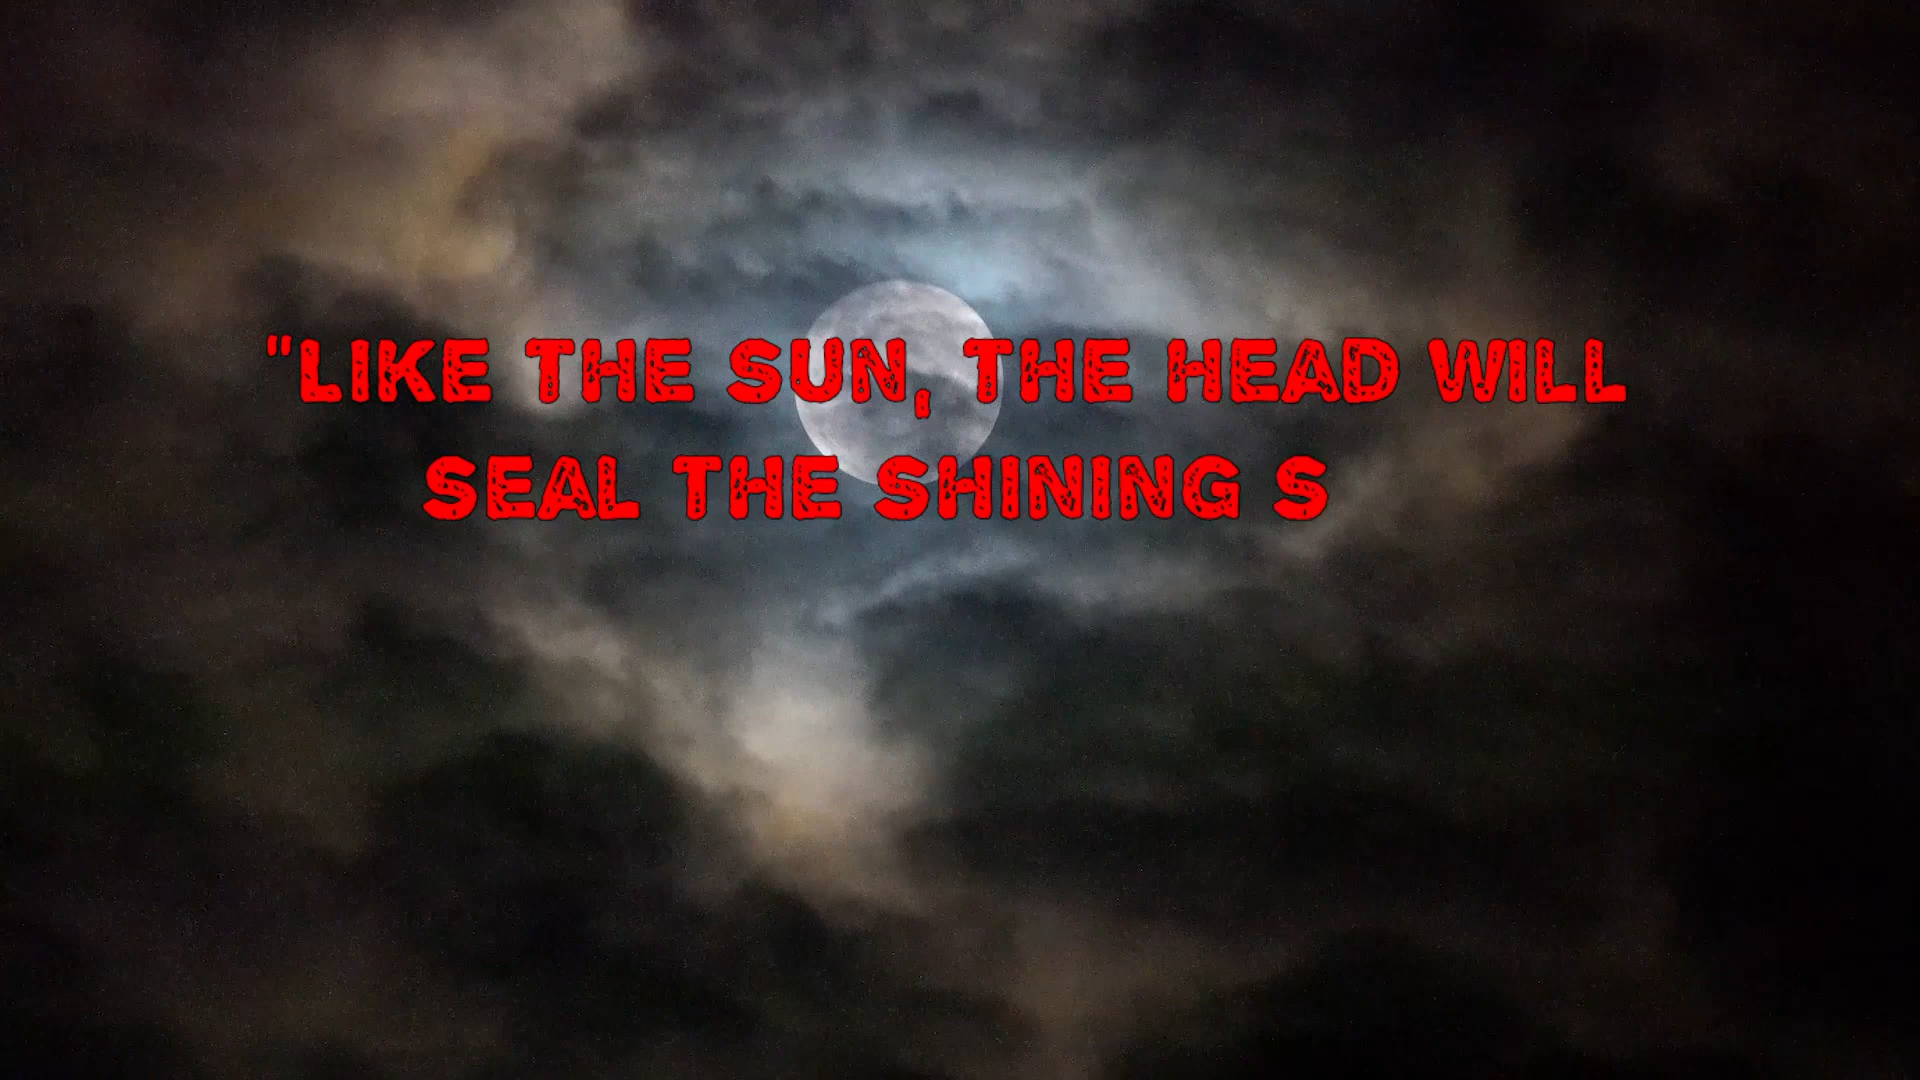 "LIKE THE SUN, THE HEAD WILL
SEAL THE SHINING S